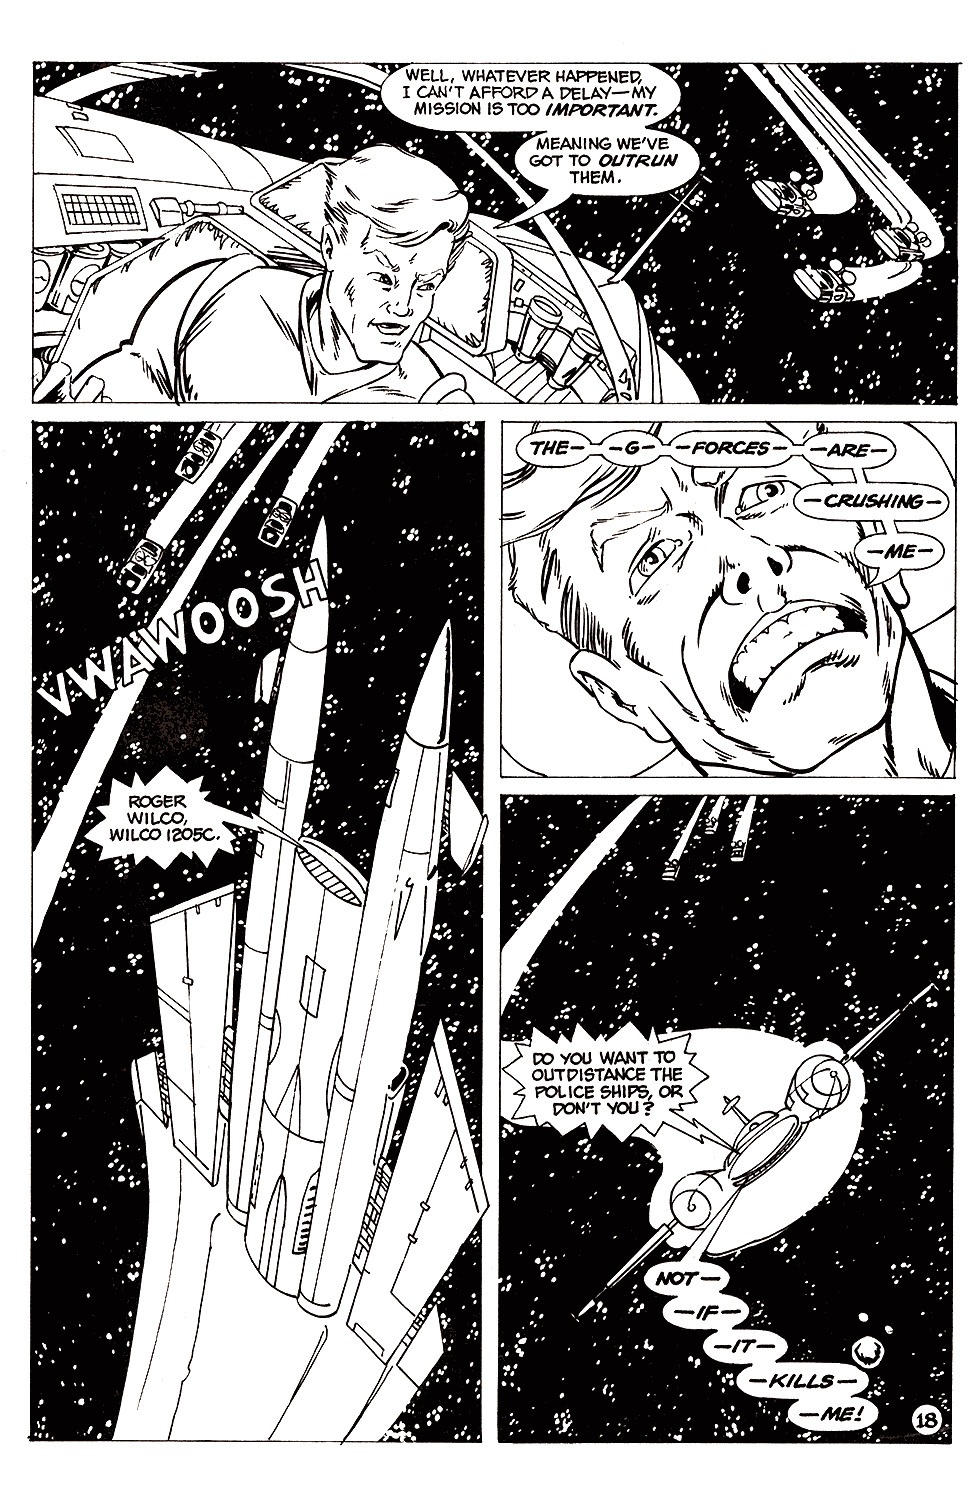 WELL, WHATEVER HAPPENED,
I CAN'T AFFORD A DELAY—MY
MISSION IS TOO IMPORTANT.
MEANING WE'VE
GOT TO OUTRUN
THEM.
VWAWOOSH
ROGER
WILCO,
WILCO 1205C.
THE—
—G—
—FORCES—
—ARE—
—CRUSHING—
—ME—
DO YOU WANT TO
OUTDISTANCE THE
POLICE SHIPS, OR
DON'T YOU?
NOT—
—IF—
—IT—
—KILLS—
—ME!
18